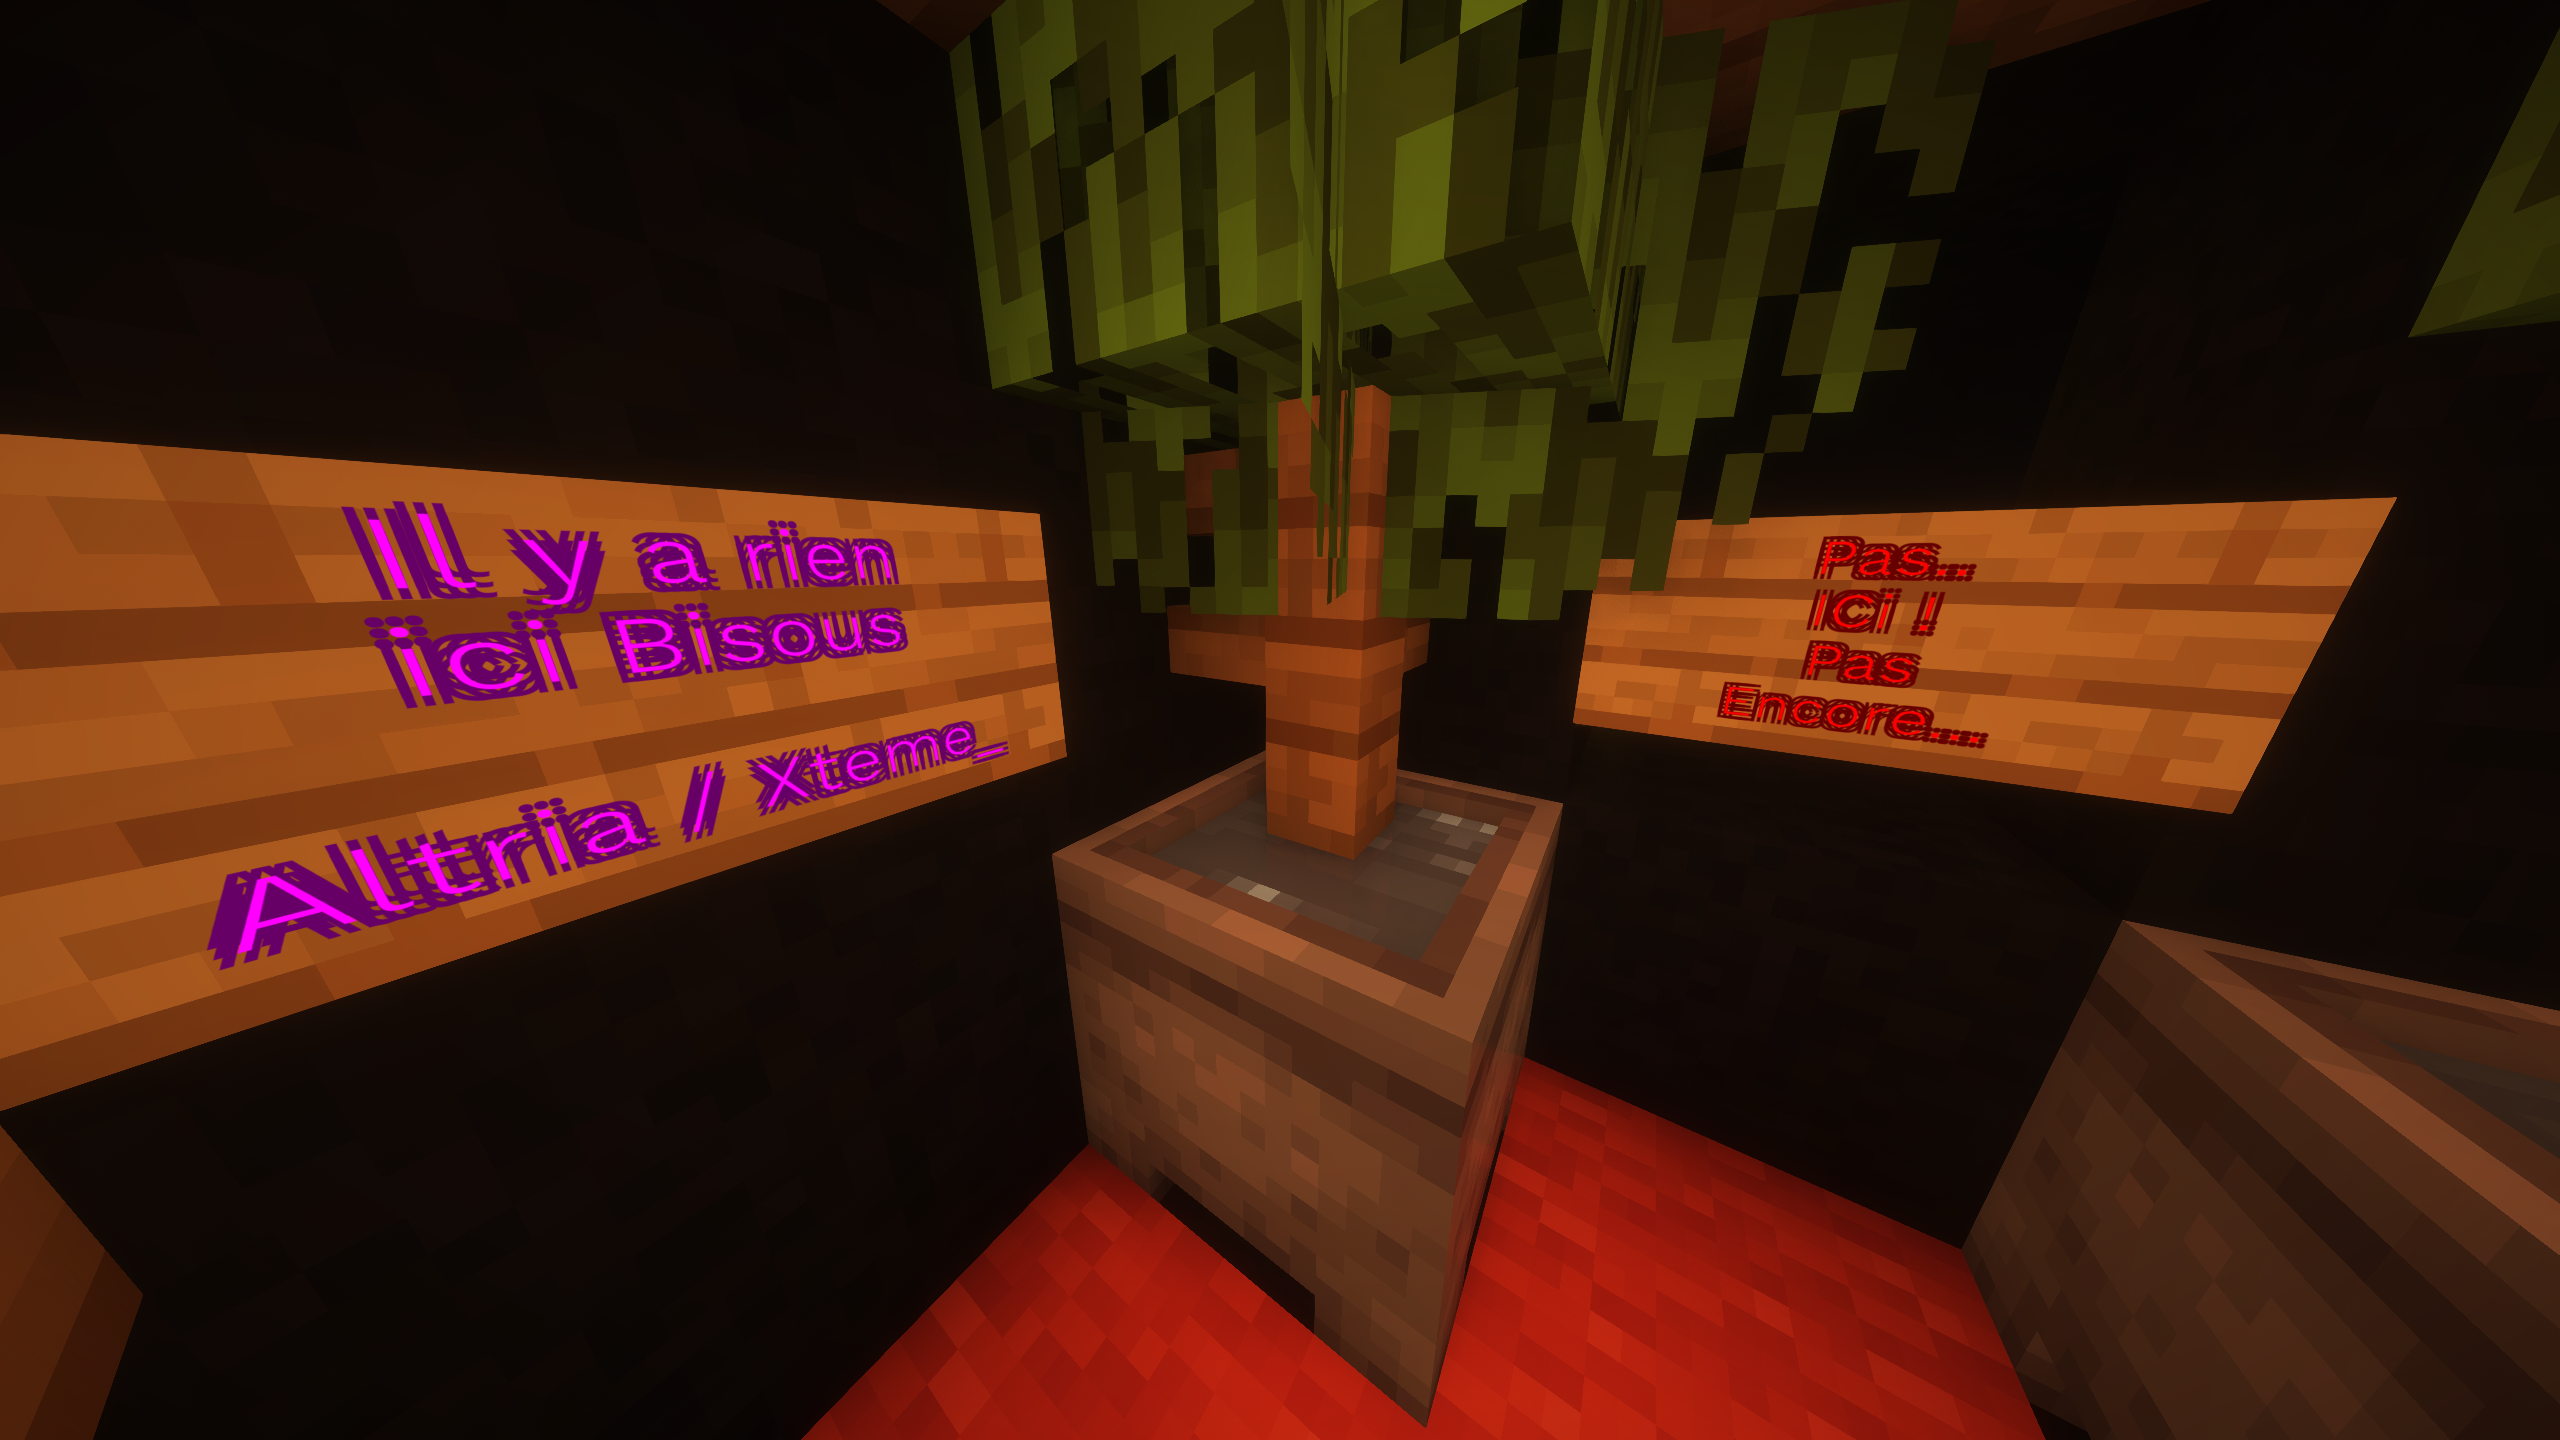 Il y a rien
ici Bisous
Altria / Xteme_
Pas...
ICi !
Pas
Encore....